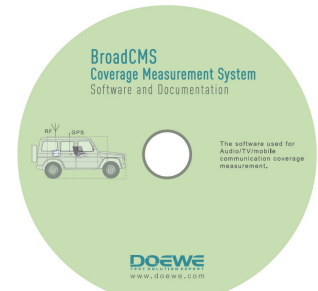 BroadCMS
Coverage Measurement System
Software and Documentation
RF
GPS
The software used for
Audio/TV/mobile
communication coverage
measurement.
DOEWE
TEST SOLUTION EXPERT
www.doewe.com